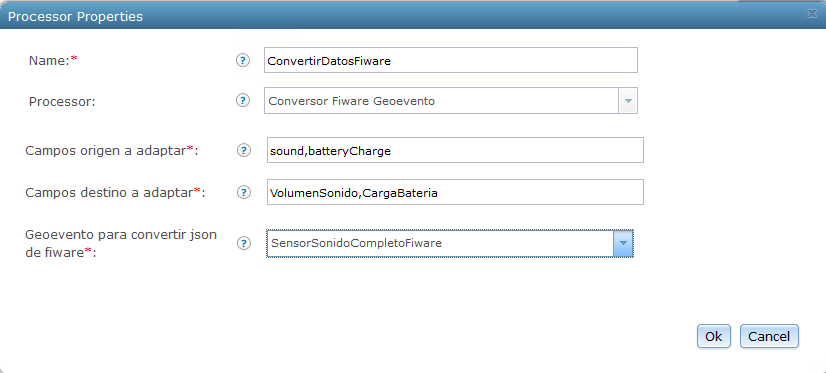 Processor Properties
Name:* ? ConvertirDatosFiware
Processor: ? Conversor Fiware Geoevento
Campos origen a adaptar*: ? sound,batteryCharge
Campos destino a adaptar*: ? VolumenSonido,CargaBateria
Geoevento para convertir json
de fiware*: ? SensorSonidoCompletoFiware
Ok Cancel